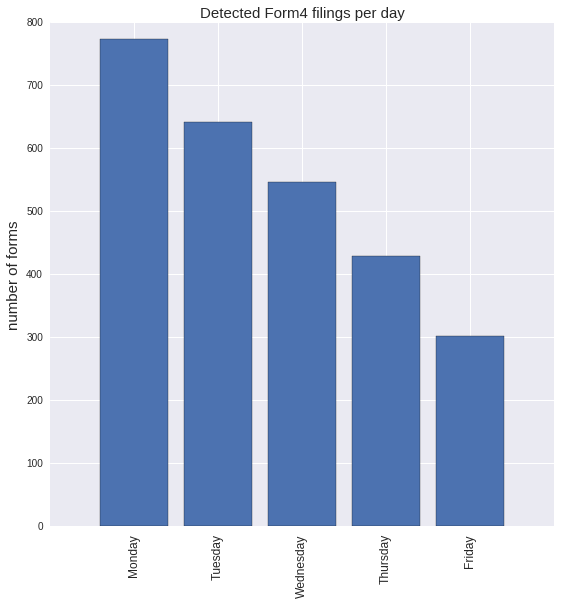 Detected Form4 filings per day
number of forms
800
700
600
500
400
300
200
100
0
Monday
Tuesday
Wednesday
Thursday
Friday